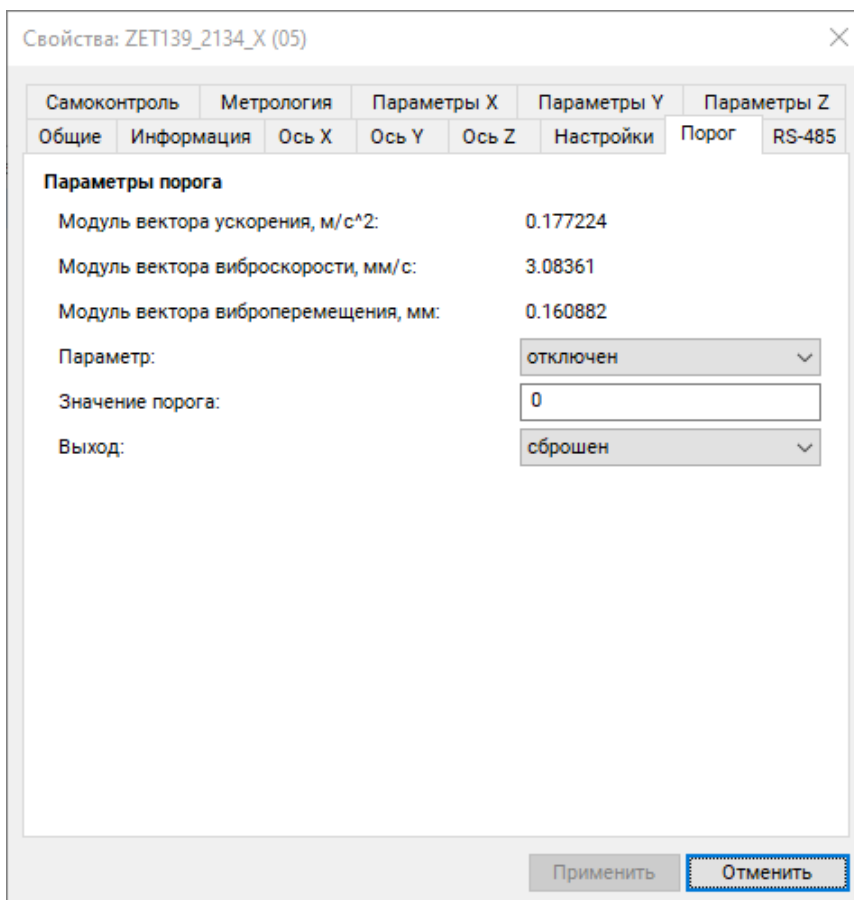 Свойства: ZET139_2134_X (05)
Самоконтроль Метрология Параметры X Параметры Y Параметры Z
Общие Информация Ось X Ось Y Ось Z Настройки Порог RS-485
Параметры порога
Модуль вектора ускорения, м/с^2: 0.177224
Модуль вектора виброскорости, мм/с: 3.08361
Модуль вектора виброперемещения, мм: 0.160882
Параметр: отключен
Значение порога: 0
Выход: сброшен
Применить Отменить